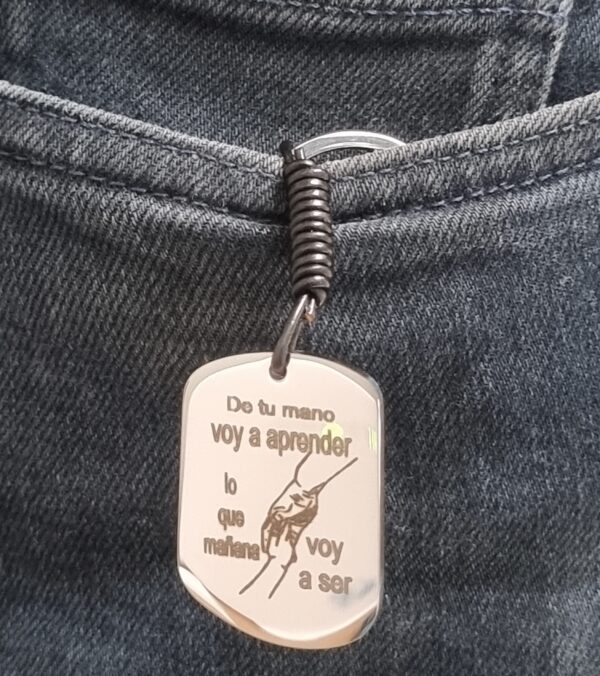 De tu mano
voy a aprender
lo
que
mañana
voy
a ser